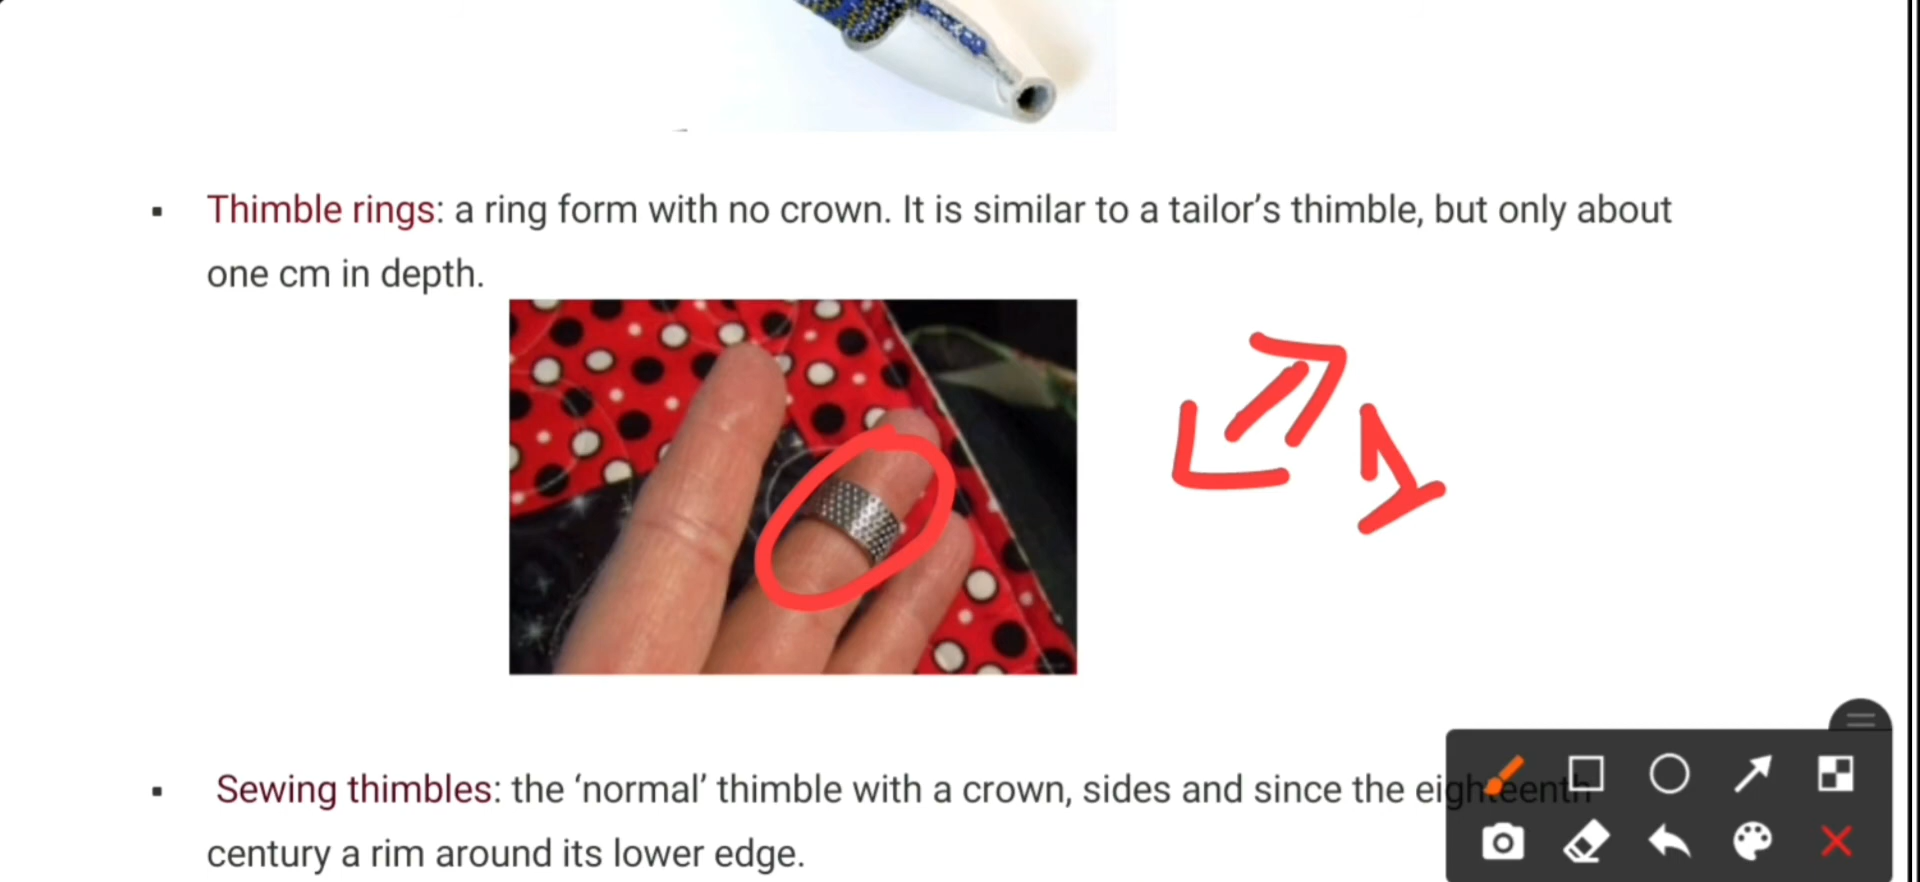 ▪ Thimble rings: a ring form with no crown. It is similar to a tailor’s thimble, but only about
one cm in depth.
1
▪ Sewing thimbles: the ‘normal’ thimble with a crown, sides and since the eighteenth
century a rim around its lower edge.